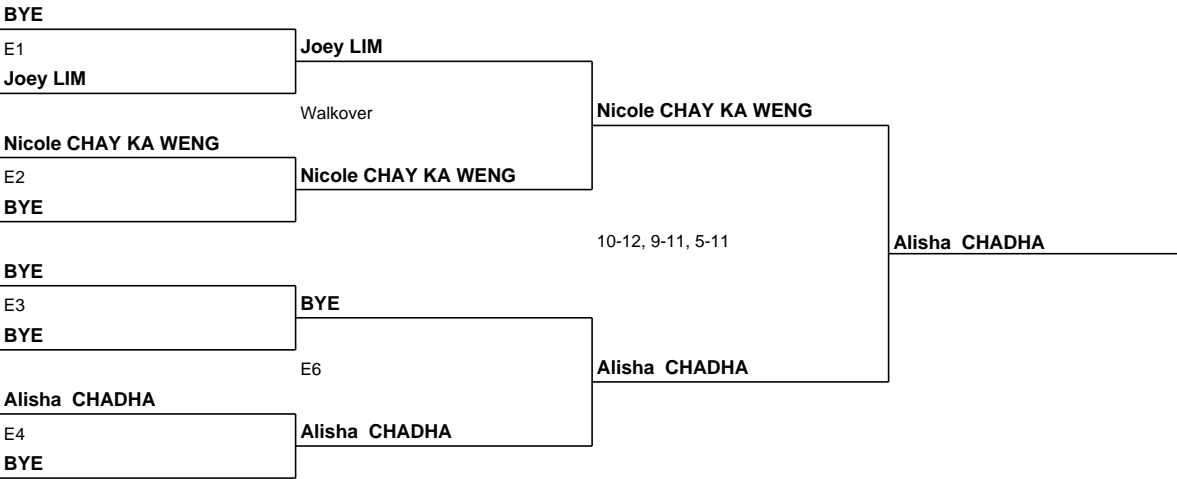 BYE
E1
Joey LIM
Joey LIM
Walkover
Nicole CHAY KA WENG
Nicole CHAY KA WENG
E2
Nicole CHAY KA WENG
BYE
10-12, 9-11, 5-11
Alisha CHADHA
BYE
E3
BYE
BYE
E6
Alisha CHADHA
Alisha CHADHA
E4
Alisha CHADHA
BYE